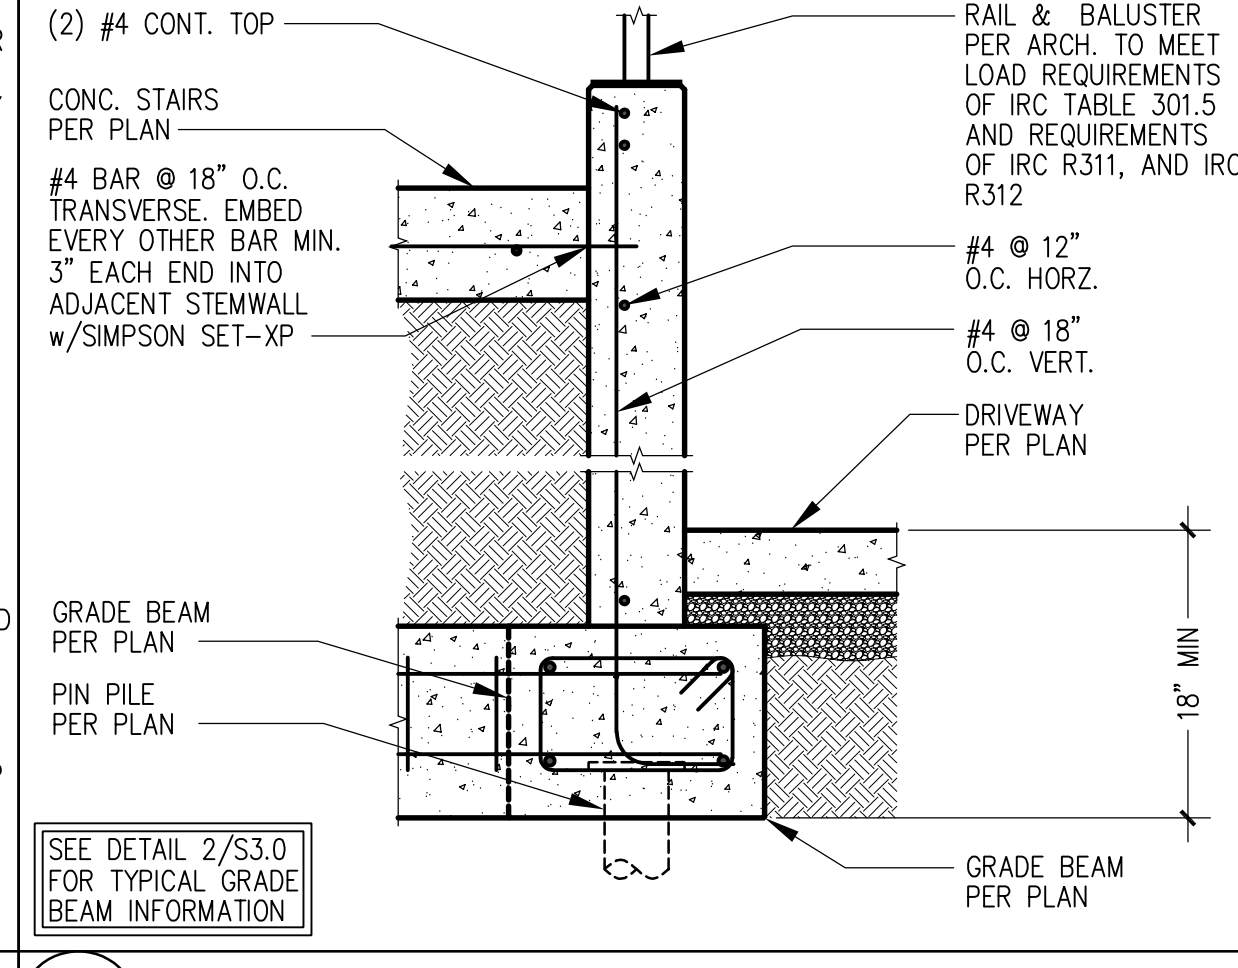 (2) #4 CONT. TOP
CONC. STAIRS
PER PLAN
#4 BAR @ 18" O.C.
TRANSVERSE. EMBED
EVERY OTHER BAR MIN.
3" EACH END INTO
ADJACENT STEMWALL
w/SIMPSON SET-XP
GRADE BEAM
PER PLAN
PIN PILE
PER PLAN
SEE DETAIL 2/S3.0
FOR TYPICAL GRADE
BEAM INFORMATION
RAIL & BALUSTER
PER ARCH. TO MEET
LOAD REQUIREMENTS
OF IRC TABLE 301.5
AND REQUIREMENTS
OF IRC R311, AND IRC
R312
#4 @ 12"
O.C. HORZ.
#4 @ 18"
O.C. VERT.
DRIVEWAY
PER PLAN
18" MIN
GRADE BEAM
PER PLAN